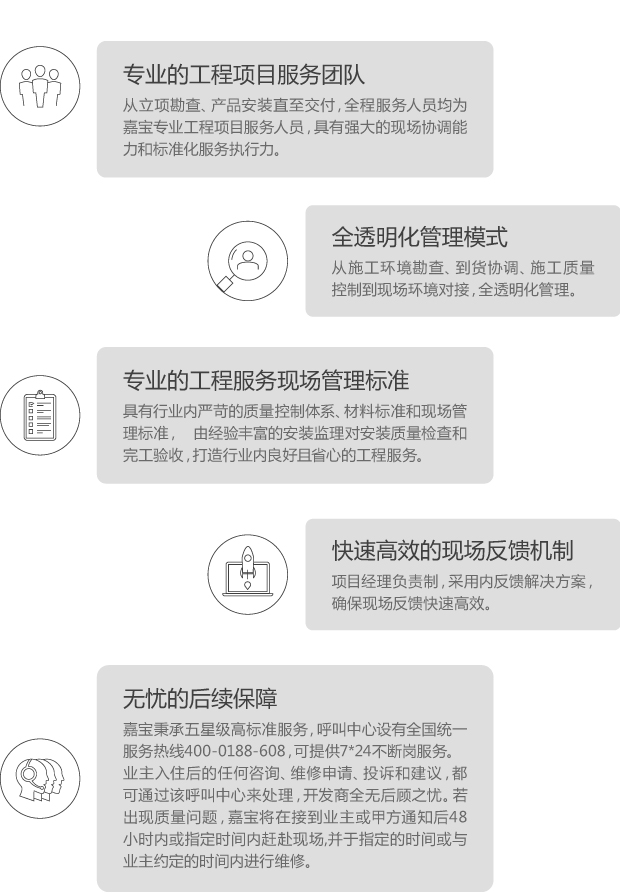 专业的工程项目服务团队
从立项勘查、产品安装直至交付，全程服务人员均为
嘉宝专业工程项目服务人员，具有强大的现场协调能
力和标准化服务执行力。
全透明化管理模式
从施工环境勘查、到货协调、施工质量
控制到现场环境对接，全透明化管理。
专业的工程服务现场管理标准
具有行业内严苛的质量控制体系、材料标准和现场管
理标准， 由经验丰富的安装监理对安装质量检查和
完工验收，打造行业内良好且省心的工程服务。
快速高效的现场反馈机制
项目经理负责制，采用内反馈解决方案，
确保现场反馈快速高效。
无忧的后续保障
嘉宝秉承五星级高标准服务，呼叫中心设有全国统一
服务热线400-0188-608，可提供7*24不断岗服务。
业主入住后的任何咨询、维修申请、投诉和建议，都
可通过该呼叫中心来处理，开发商全无后顾之忧。若
出现质量问题，嘉宝将在接到业主或甲方通知后48
小时内或指定时间内赶赴现场,并于指定的时间或与
业主约定的时间内进行维修。